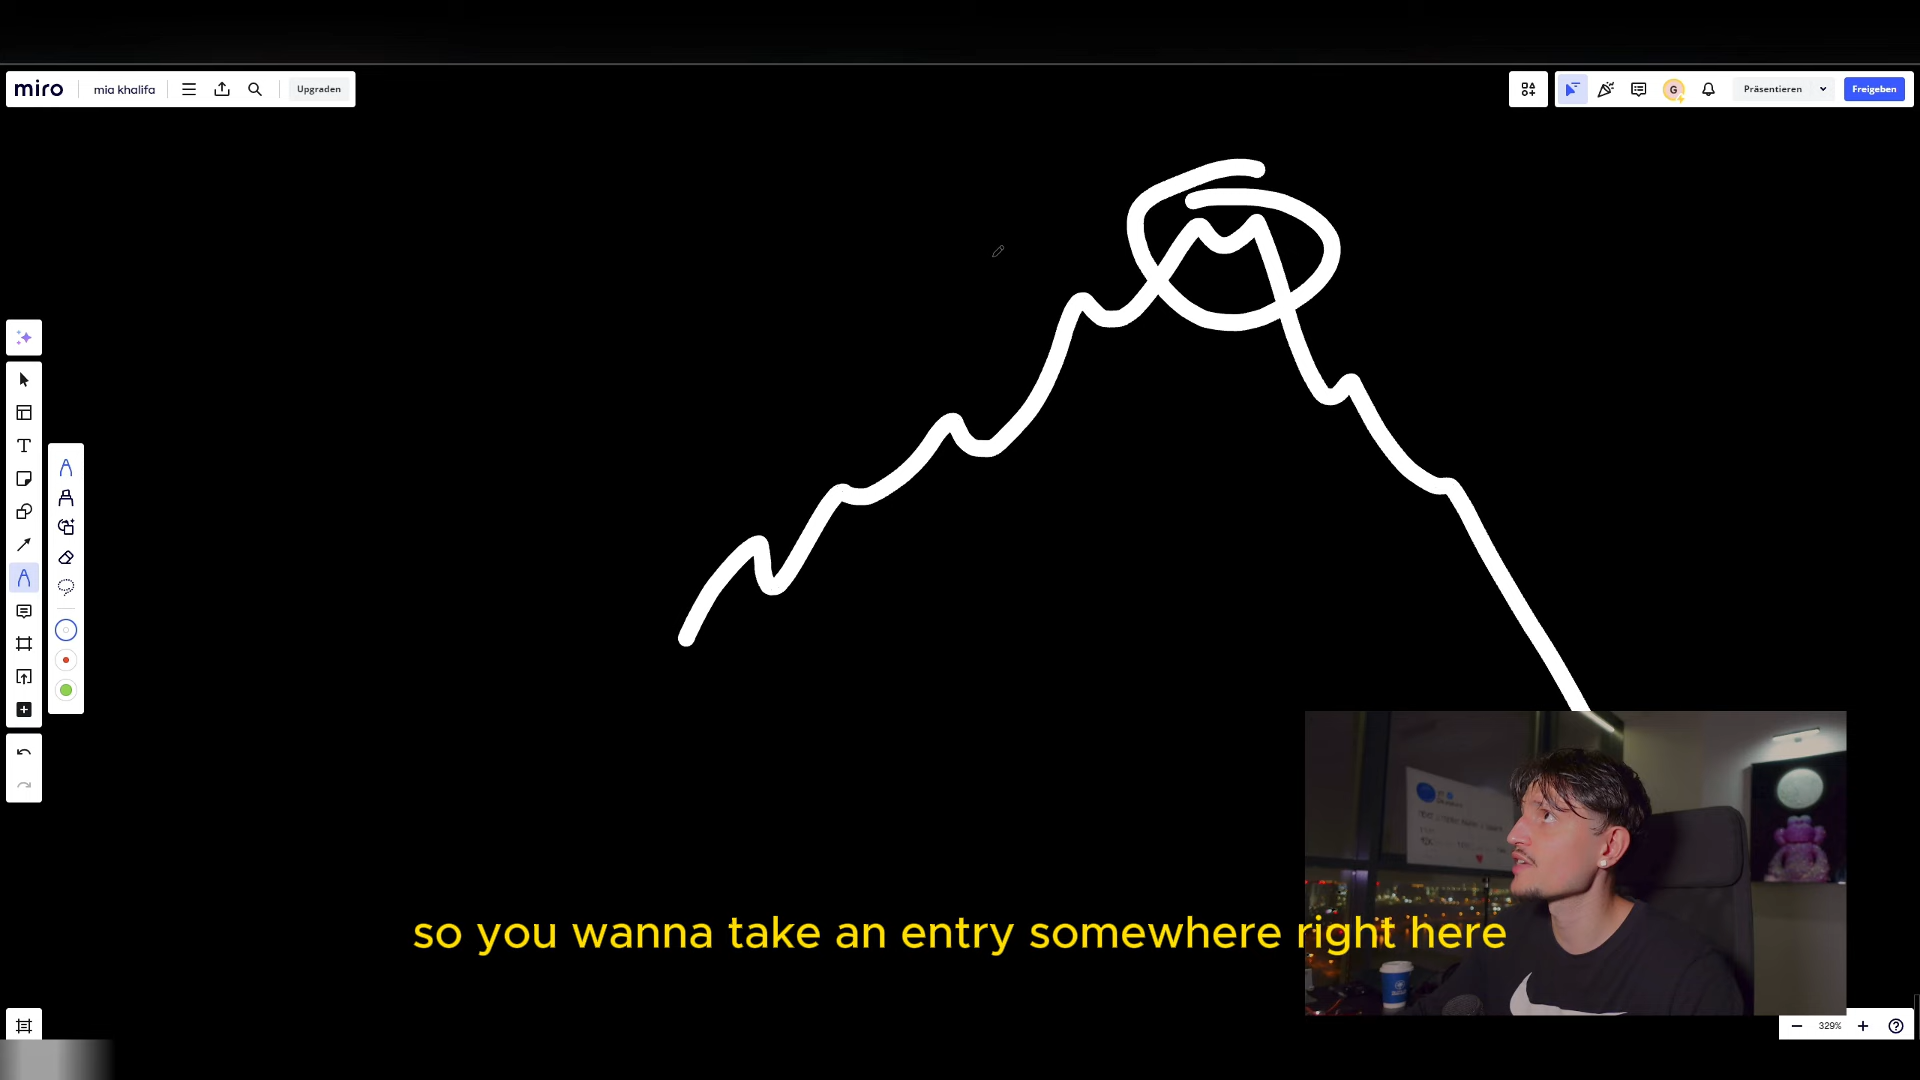 miro
mia khalifa
Upgraden
G
Präsentieren
Freigeben
T
so you wanna take an entry somewhere right here
329%